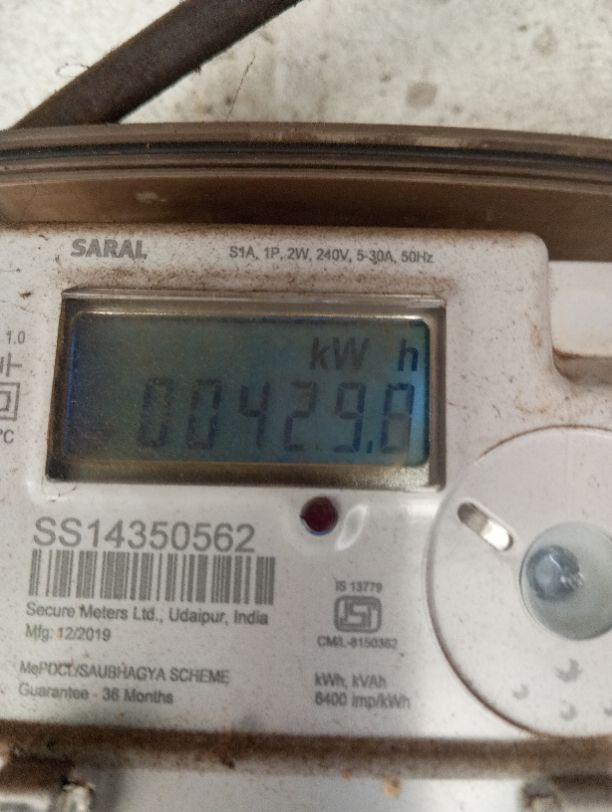 SARAL
S1A, 1P, 2W, 240V, 5-30A, 50Hz
1.0
kW h
00429.8
°C
SS14350562
Secure Meters Ltd., Udaipur, India
Mfg: 12/2019
IS 13779
CM/L-8150362
MePDCL/SAUBHAGYA SCHEME
Guarantee - 36 Months
kWh, kVAh
6400 imp/kWh